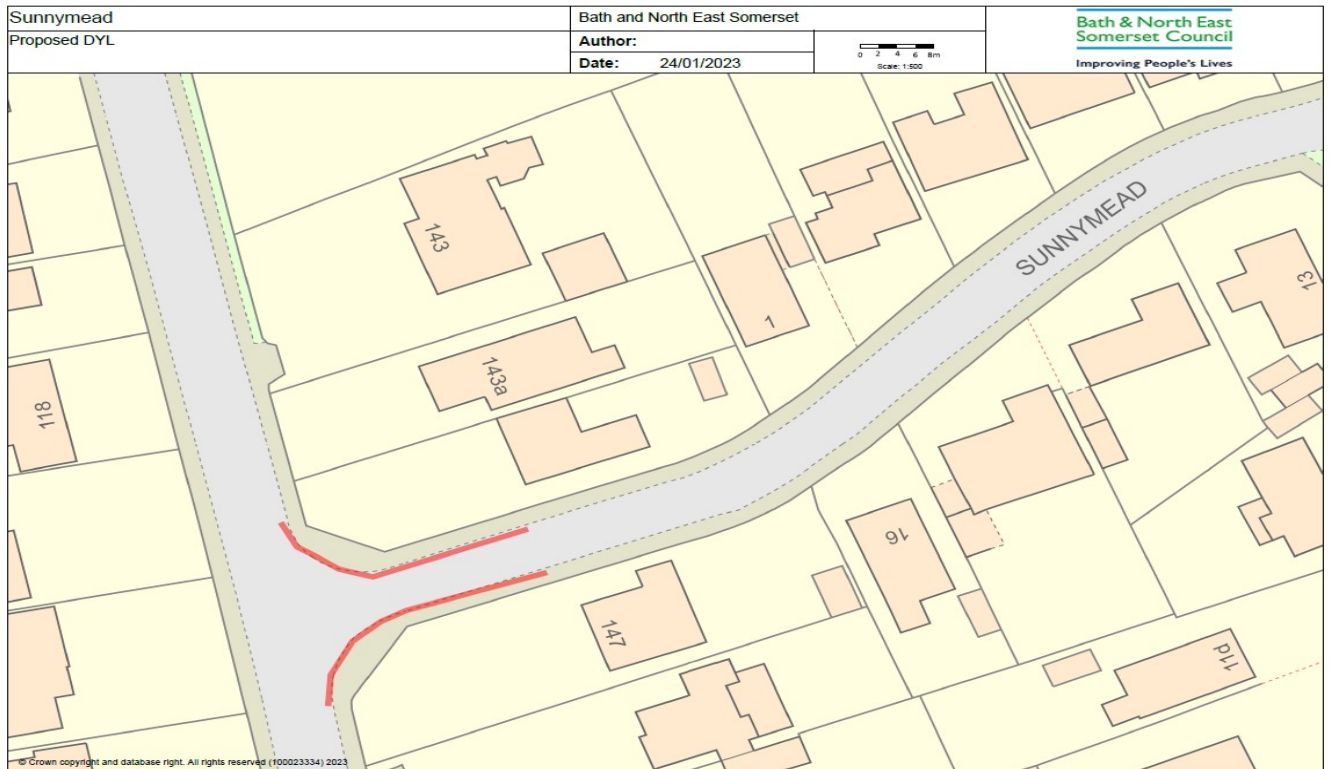 Sunnymead
Proposed DYL
Bath and North East Somerset
Author:
Date: 24/01/2023
0 2 4 6 8m
Scale: 1:500
Bath & North East
Somerset Council
Improving People's Lives
143
SUNNYMEAD
13
1
143a
118
16
147
11d
© Crown copyright and database right. All rights reserved (100023334) 2023